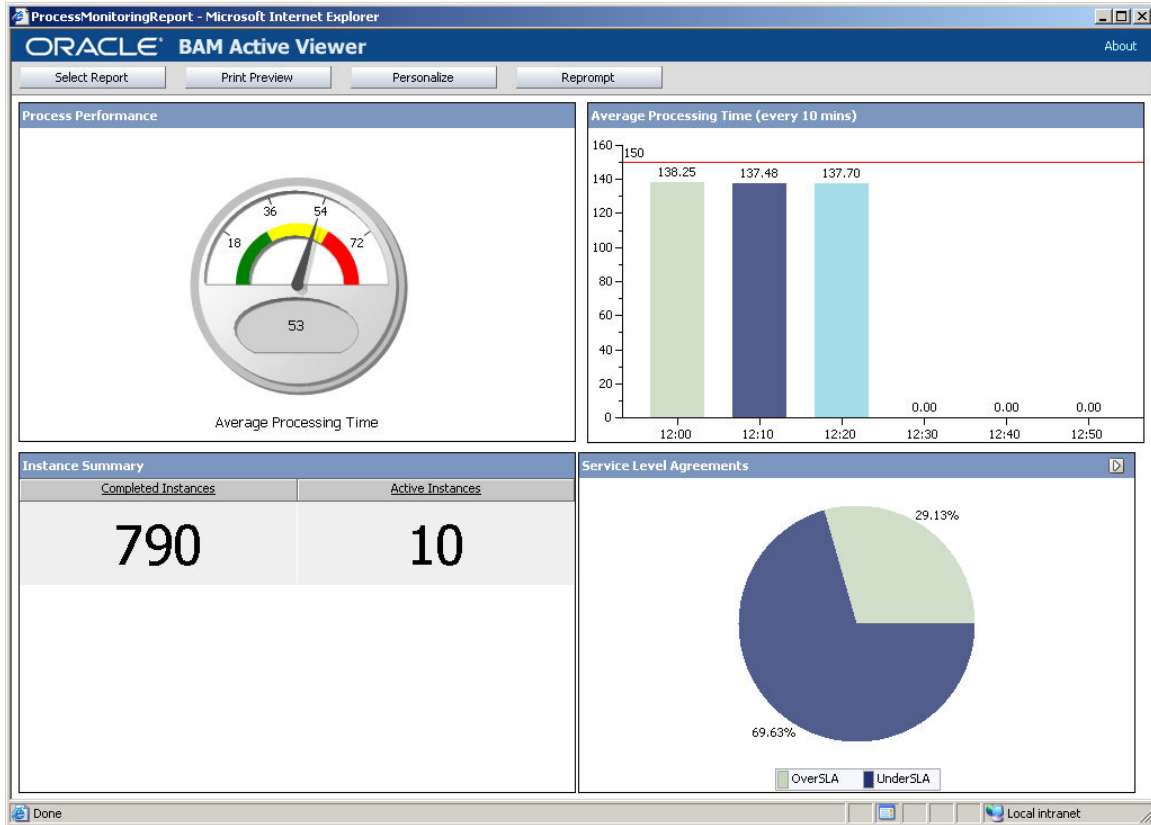 ProcessMonitoringReport - Microsoft Internet Explorer
ORACLE BAM Active Viewer
About
Select Report Print Preview Personalize Reprompt
Process Performance
18 36 54 72
53
Average Processing Time
Average Processing Time (every 10 mins)
160
150
140
120
100
80
60
40
20
0
138.25 137.48 137.70 0.00 0.00 0.00
12:00 12:10 12:20 12:30 12:40 12:50
Instance Summary
Completed Instances Active Instances
790 10
Service Level Agreements
29.13%
69.63%
OverSLA UnderSLA
Done
Local intranet